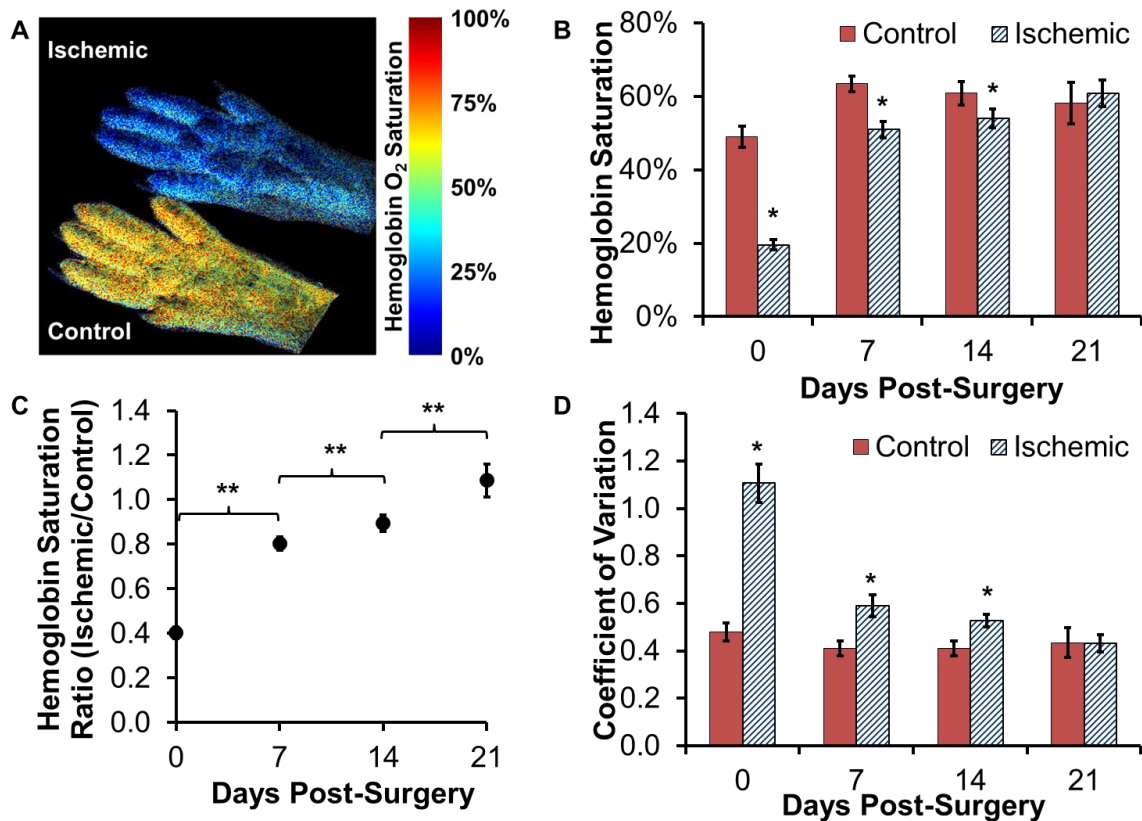 A
Ischemic
Control
100%
75%
50%
25%
0%
Hemoglobin O2 Saturation
B
Control
Ischemic
80%
60%
40%
20%
0%
Hemoglobin Saturation
*
*
*
0 7 14 21
Days Post-Surgery
C
1.4
1.2
1.0
0.8
0.6
0.4
0.2
0.0
Hemoglobin Saturation
Ratio (Ischemic/Control)
**
**
**
0 7 14 21
Days Post-Surgery
D
Control
Ischemic
1.4
1.2
1.0
0.8
0.6
0.4
0.2
0.0
Coefficient of Variation
*
*
*
0 7 14 21
Days Post-Surgery